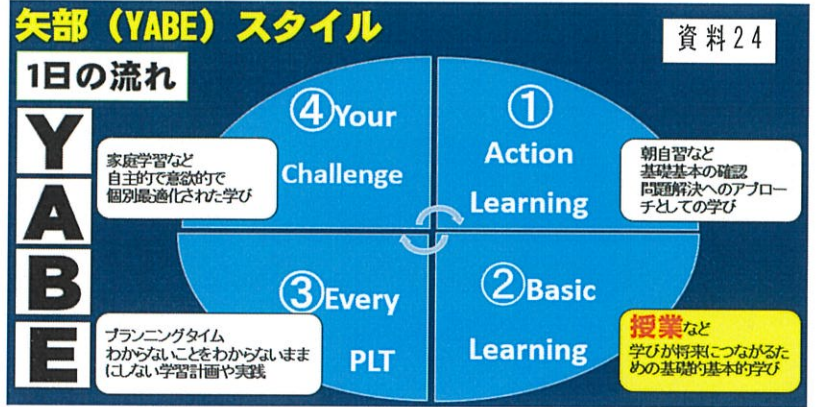 矢部（YABE）スタイル
資料24
1日の流れ
Y
A
B
E
①
Action
Learning
朝自習など
基礎基本の確認
問題解決へのアプロー
チとしての学び
②Basic
Learning
授業など
学びが将来につながるた
めの基礎的基本的学び
③Every
PLT
プランニングタイム
わからないことをわからないまま
にしない学習計画や実践
④Your
Challenge
家庭学習など
自主的で意欲的で
個別最適化された学び